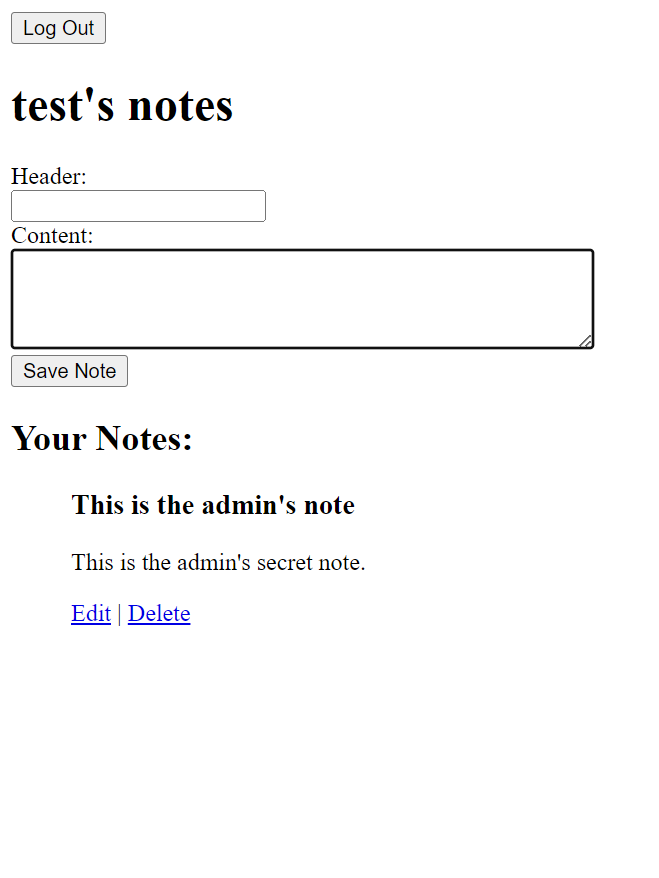 Log Out
test's notes
Header:
Content:
Save Note
Your Notes:
This is the admin's note
This is the admin's secret note.
Edit | Delete